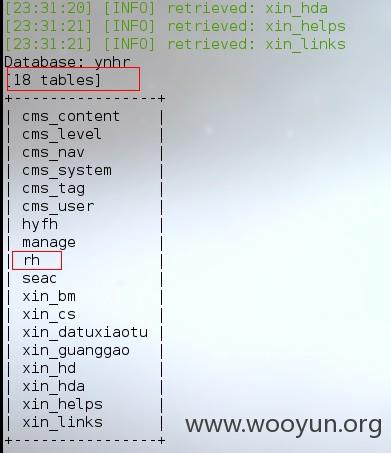 [23:31:20] [INFO] retrieved: xin_hda
[23:31:21] [INFO] retrieved: xin_helps
[23:31:21] [INFO] retrieved: xin_links
Database: ynhr
[18 tables]
+-----------------+
| cms_content     |
| cms_level       |
| cms_nav         |
| cms_system      |
| cms_tag         |
| cms_user        |
| hyfh            |
| manage          |
| rh              |
| seac            |
| xin_bm          |
| xin_cs          |
| xin_datuxiaotu  |
| xin_guanggao    |
| xin_hd          |
| xin_hda         |
| xin_helps       |
| xin_links       |
+-----------------+
www.wooyun.org